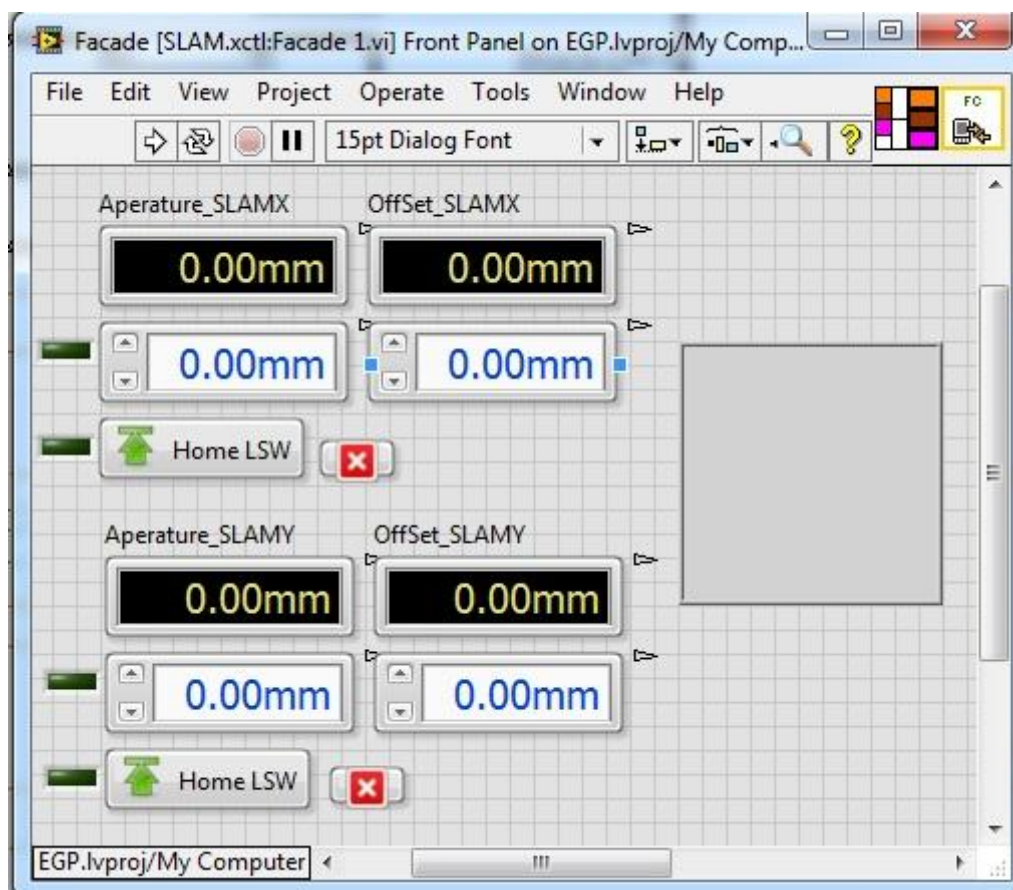 Facade [SLAM.xctl:Facade 1.vi] Front Panel on EGP.lvproj/My Comp...
File Edit View Project Operate Tools Window Help
15pt Dialog Font
FC
Aperature_SLAMX OffSet_SLAMX
0.00mm 0.00mm
0.00mm 0.00mm
Home LSW
Aperature_SLAMY OffSet_SLAMY
0.00mm 0.00mm
0.00mm 0.00mm
Home LSW
EGP.lvproj/My Computer